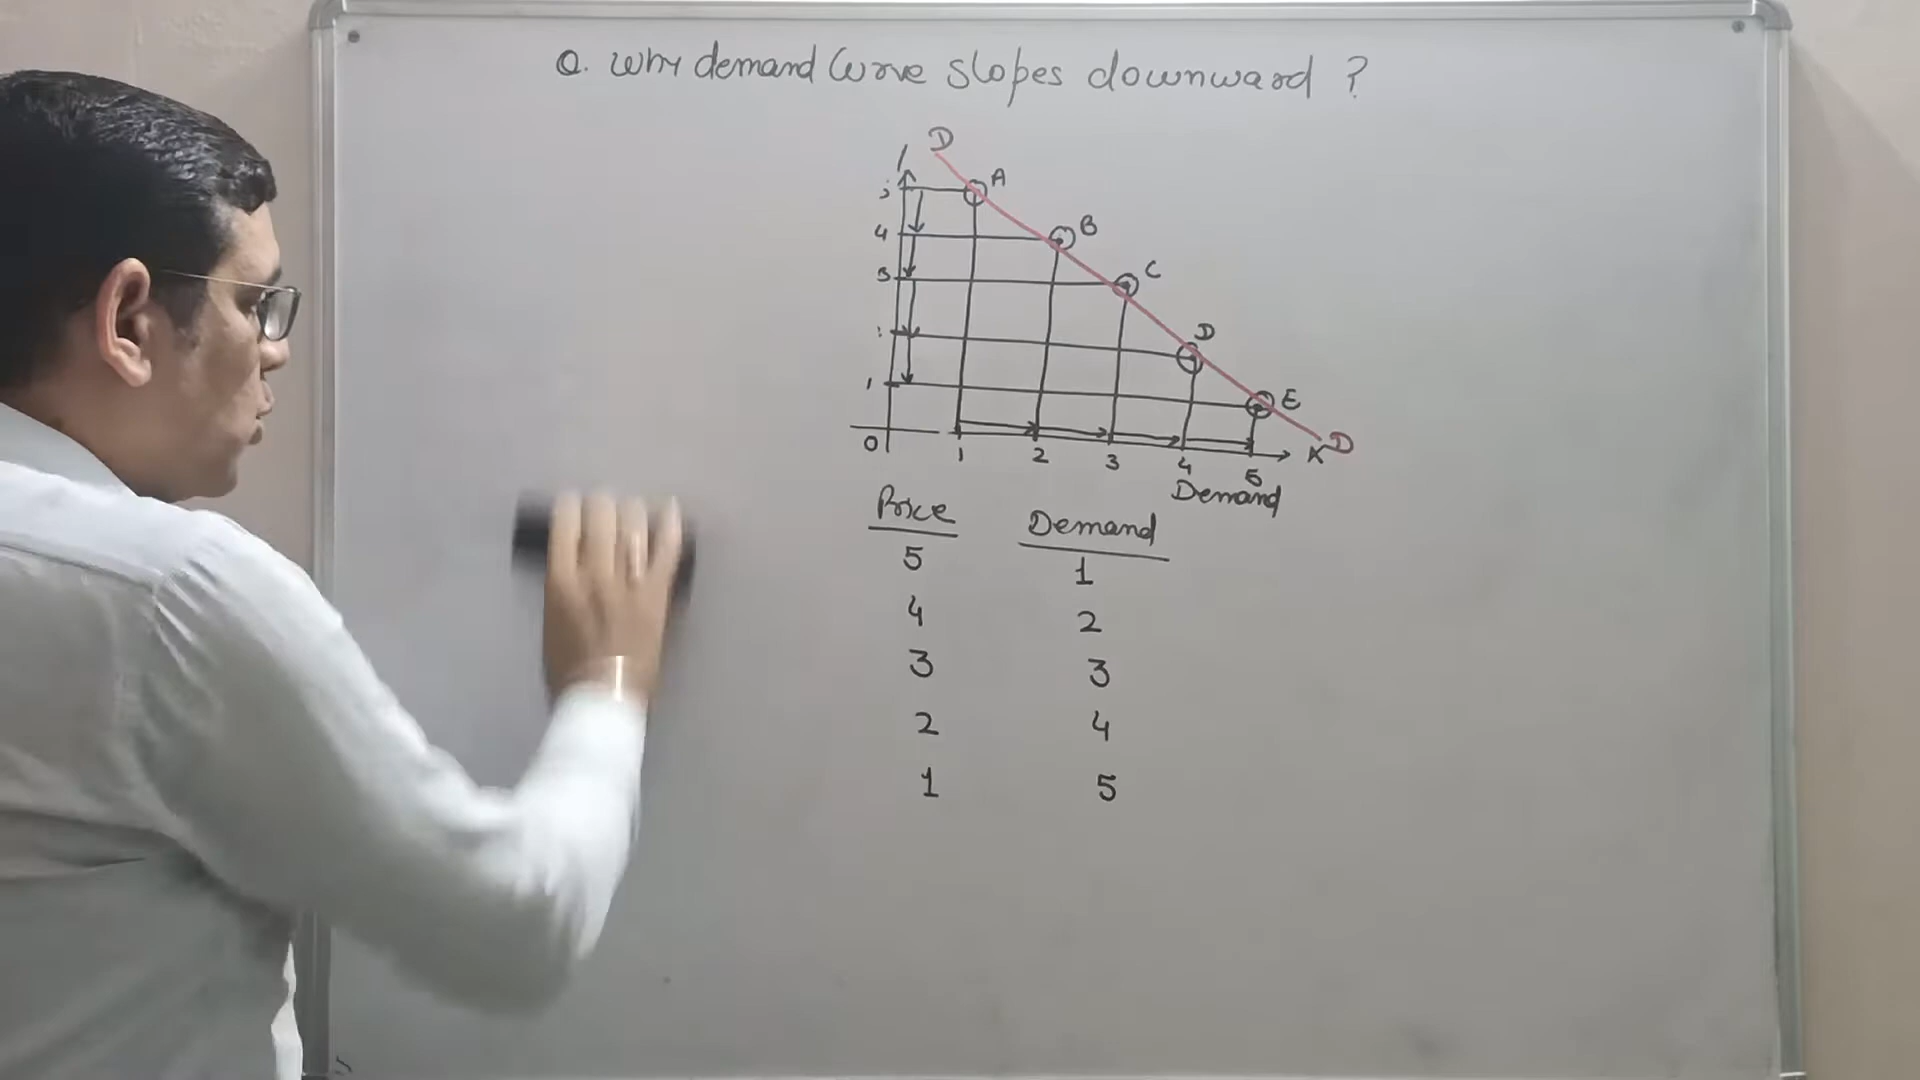 Q. Why demand Curve slopes downward ?
D
A
B
4
C
3
D
E
1
0
X D
1 2 3 4 5
Demand
Price Demand
5 1
4 2
3 3
2 4
1 5